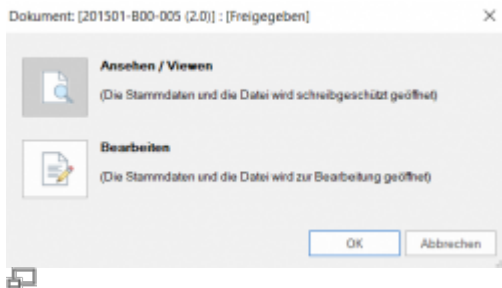 Dokument: [201501-B00-005 (2.0)] : [Freigegeben]
Ansehen / Viewen
(Die Stammdaten und die Datei wird schreibgeschützt geöffnet)
Bearbeiten
(Die Stammdaten und die Datei wird zur Bearbeitung geöffnet)
OK
Abbrechen